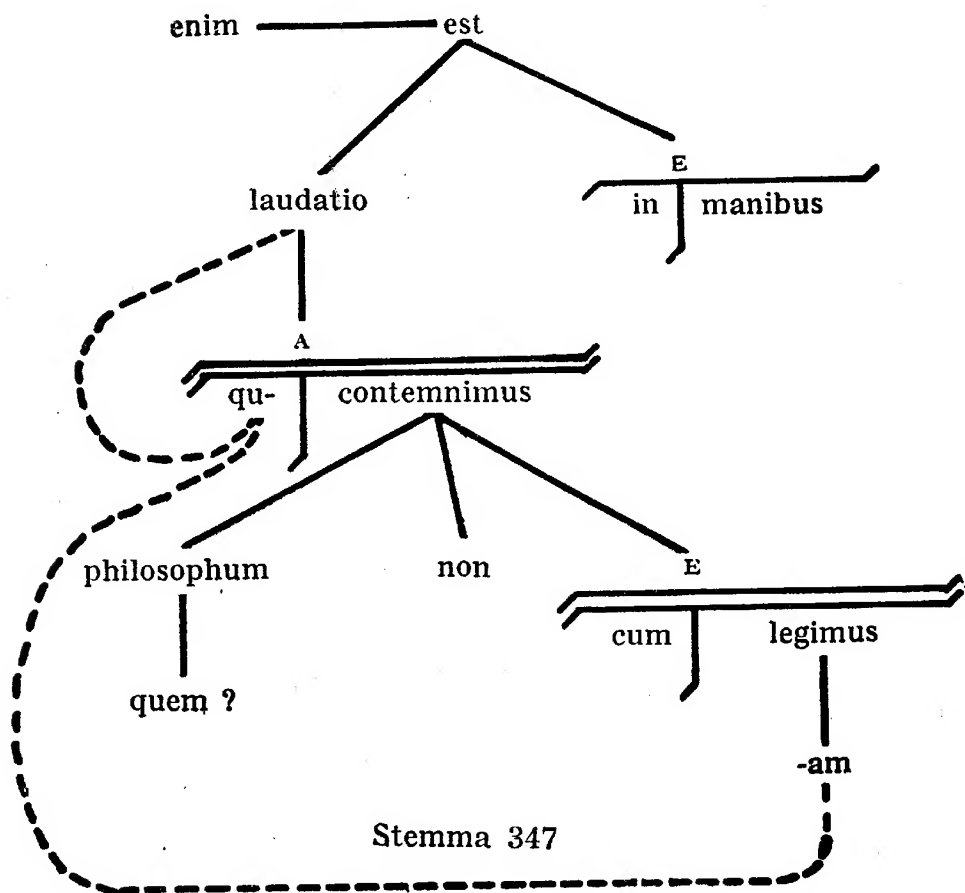 enim est
E
laudatio in manibus
A
qu- contemnimus
philosophum non E
cum legimus
quem ?
-am
Stemma 347